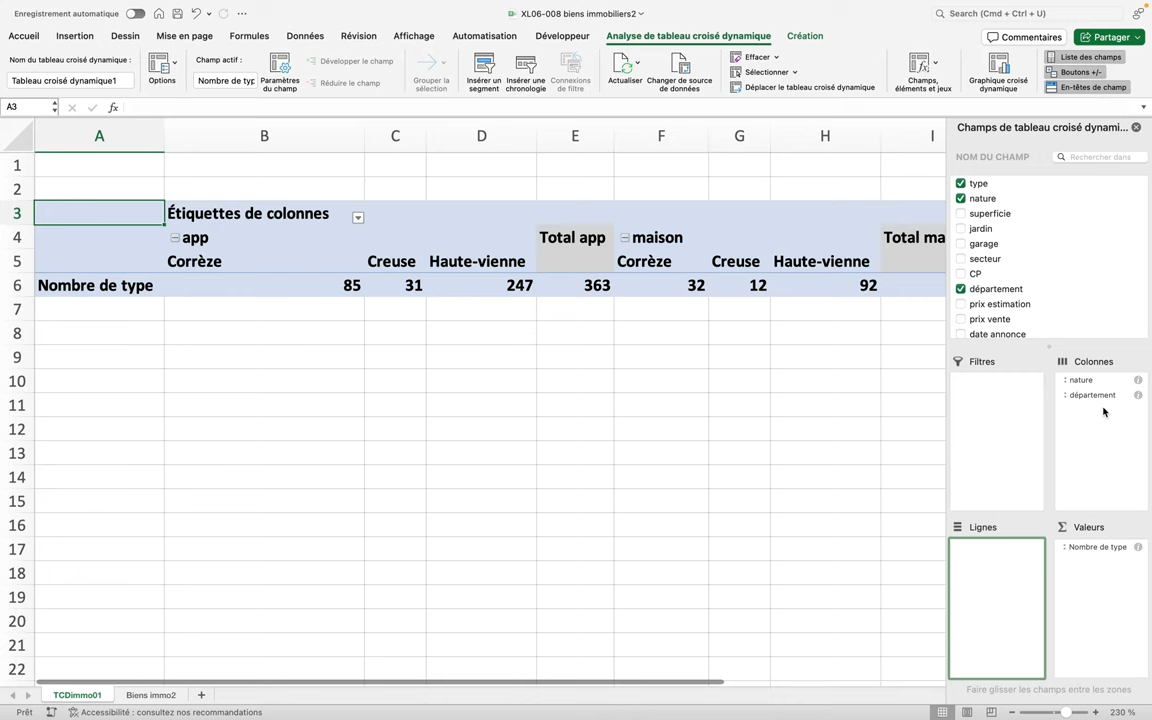 Enregistrement automatique
XL06-008 biens immobiliers2
Search (Cmd + Ctrl + U)
Accueil Insertion Dessin Mise en page Formules Données Révision Affichage Automatisation Développeur Analyse de tableau croisé dynamique Création
Commentaires Partager
Nom du tableau croisé dynamique :
Tableau croisé dynamique1
Options
Champ actif :
Nombre de typ
Paramètres du champ
Développer le champ
Réduire le champ
Grouper la sélection
Insérer un segment
Insérer une chronologie
Connexions de filtre
Actualiser
Changer de source de données
Effacer
Sélectionner
Déplacer le tableau croisé dynamique
Champs, éléments et jeux
Graphique croisé dynamique
Liste des champs
Boutons +/-
En-têtes de champ
A3 fx
A B C D E F G H I
1
2
3 Étiquettes de colonnes
4 app Total app maison Total ma
5 Corrèze Creuse Haute-vienne Corrèze Creuse Haute-vienne
6 Nombre de type 85 31 247 363 32 12 92
7
8
9
10
11
12
13
14
15
16
17
18
19
20
21
22
Champs de tableau croisé dynami...
NOM DU CHAMP
Rechercher dans
type
nature
superficie
jardin
garage
secteur
CP
département
prix estimation
prix vente
date annonce
Filtres Colonnes
nature
département
Lignes Valeurs
Nombre de type
Faire glisser les champs entre les zones
TCDimmo01 Biens immo2 +
Prêt Accessibilité : consultez nos recommandations 230 %